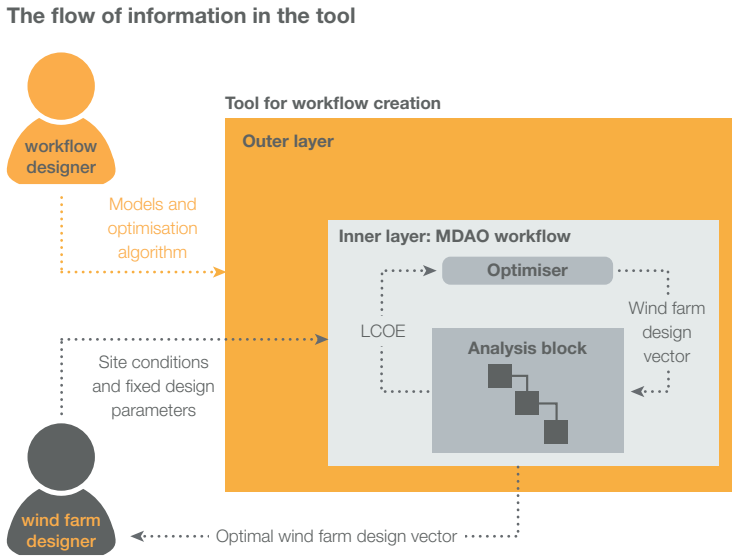 The flow of information in the tool
workflow
designer
Tool for workflow creation
Outer layer
Models and
optimisation
algorithm
Inner layer: MDAO workflow
Optimiser
LCOE
Wind farm
design
vector
Analysis block
Site conditions
and fixed design
parameters
wind farm
designer
Optimal wind farm design vector